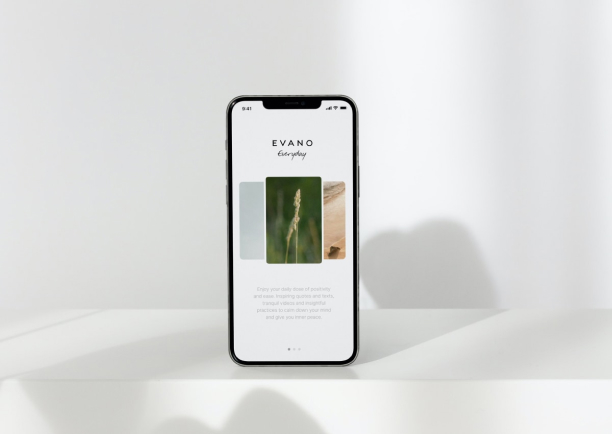 9:41
EVANO
Everyday
Enjoy your daily dose of positivity
and ease. Inspiring quotes and texts,
tranquil videos and insightful
practices to calm down your mind
and give you inner peace.